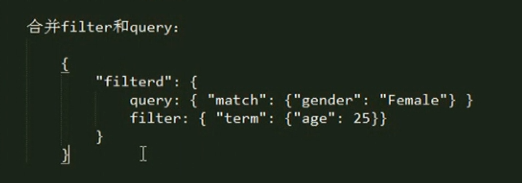 合并filter和query:
{
"filterd": {
query: { "match": {"gender": "Female"} }
filter: { "term": {"age": 25}}
}
}